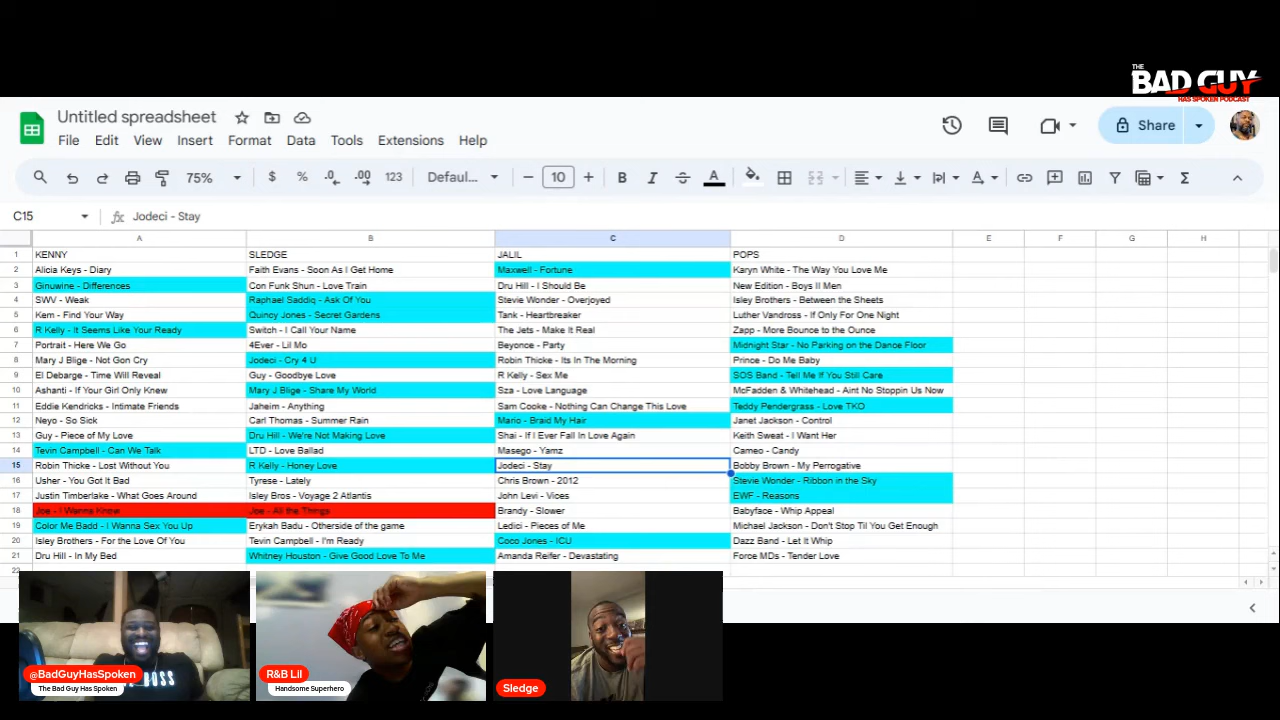 THE
BAD GUY
HAS SPOKEN PODCAST
Untitled spreadsheet
File Edit View Insert Format Data Tools Extensions Help
Share
75% $ % .0 .00 123 Defaul... 10 B I S A
C15 fx Jodeci - Stay
A B C D E F G H
1 KENNY SLEDGE JALIL POPS
2 Alicia Keys - Diary Faith Evans - Soon As I Get Home Maxwell - Fortune Karyn White - The Way You Love Me
3 Ginuwine - Differences Con Funk Shun - Love Train Dru Hill - I Should Be New Edition - Boys II Men
4 SWV - Weak Raphael Saddiq - Ask Of You Stevie Wonder - Overjoyed Isley Brothers - Between the Sheets
5 Kem - Find Your Way Quincy Jones - Secret Gardens Tank - Heartbreaker Luther Vandross - If Only For One Night
6 R Kelly - It Seems Like Your Ready Switch - I Call Your Name The Jets - Make It Real Zapp - More Bounce to the Ounce
7 Portrait - Here We Go 4Ever - Lil Mo Beyonce - Party Midnight Star - No Parking on the Dance Floor
8 Mary J Blige - Not Gon Cry Jodeci - Cry 4 U Robin Thicke - Its In The Morning Prince - Do Me Baby
9 El Debarge - Time Will Reveal Guy - Goodbye Love R Kelly - Sex Me SOS Band - Tell Me If You Still Care
10 Ashanti - If Your Girl Only Knew Mary J Blige - Share My World Sza - Love Language McFadden & Whitehead - Aint No Stoppin Us Now
11 Eddie Kendricks - Intimate Friends Jaheim - Anything Sam Cooke - Nothing Can Change This Love Teddy Pendergrass - Love TKO
12 Neyo - So Sick Carl Thomas - Summer Rain Mario - Braid My Hair Janet Jackson - Control
13 Guy - Piece of My Love Dru Hill - We're Not Making Love Shai - If I Ever Fall In Love Again Keith Sweat - I Want Her
14 Tevin Campbell - Can We Talk LTD - Love Ballad Masego - Yamz Cameo - Candy
15 Robin Thicke - Lost Without You R Kelly - Honey Love Jodeci - Stay Bobby Brown - My Perrogative
16 Usher - You Got It Bad Tyrese - Lately Chris Brown - 2012 Stevie Wonder - Ribbon in the Sky
17 Justin Timberlake - What Goes Around Isley Bros - Voyage 2 Atlantis John Levi - Vices EWF - Reasons
18 Joe - I Wanna Know Joe - All the Things Brandy - Slower Babyface - Whip Appeal
19 Color Me Badd - I Wanna Sex You Up Erykah Badu - Otherside of the game Ledici - Pieces of Me Michael Jackson - Don't Stop Til You Get Enough
20 Isley Brothers - For the Love Of You Tevin Campbell - I'm Ready Coco Jones - ICU Dazz Band - Let It Whip
21 Dru Hill - In My Bed Whitney Houston - Give Good Love To Me Amanda Reifer - Devastating Force MDs - Tender Love
22
@BadGuyHasSpoken
The Bad Guy Has Spoken
BOSS
R&B Lil
Handsome Superhero
Sledge